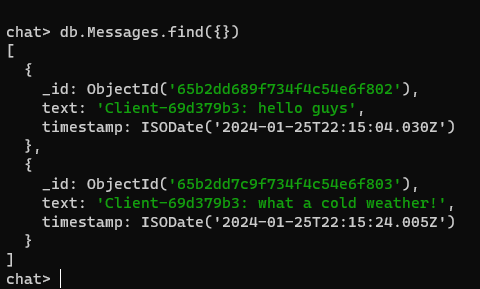 chat> db.Messages.find({})
[
  {
    _id: ObjectId('65b2dd689f734f4c54e6f802'),
    text: 'Client-69d379b3: hello guys',
    timestamp: ISODate('2024-01-25T22:15:04.030Z')
  },
  {
    _id: ObjectId('65b2dd7c9f734f4c54e6f803'),
    text: 'Client-69d379b3: what a cold weather!',
    timestamp: ISODate('2024-01-25T22:15:24.005Z')
  }
]
chat>